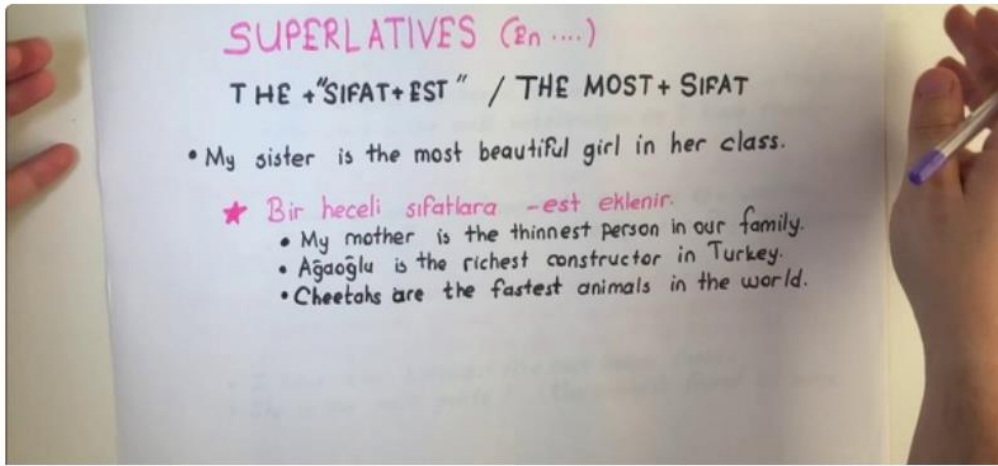 SUPERLATIVES (En ....)
THE +"SIFAT+EST" / THE MOST + SIFAT
• My sister is the most beautiful girl in her class.
★ Bir heceli sıfatlara -est eklenir.
• My mother is the thinnest person in our family.
• Ağaoğlu is the richest constructor in Turkey.
• Cheetahs are the fastest animals in the world.